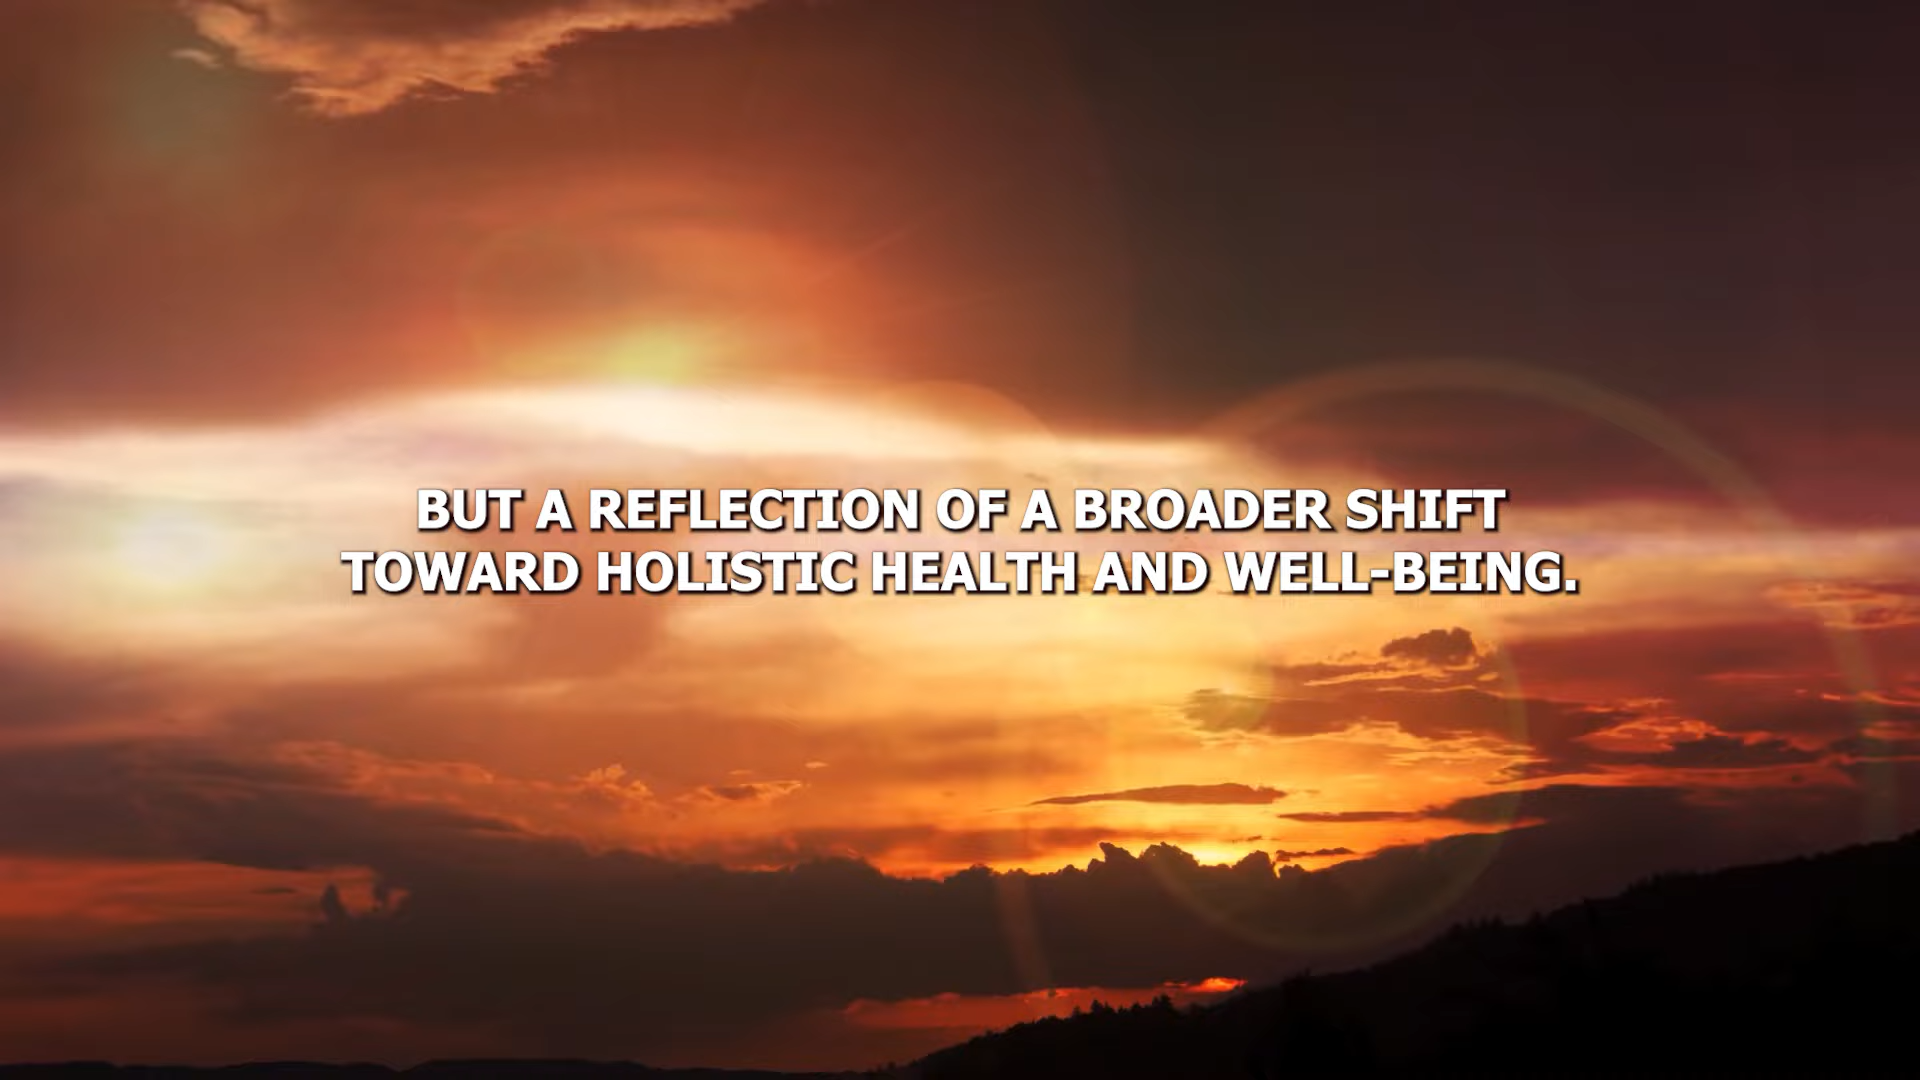 BUT A REFLECTION OF A BROADER SHIFT
TOWARD HOLISTIC HEALTH AND WELL-BEING.